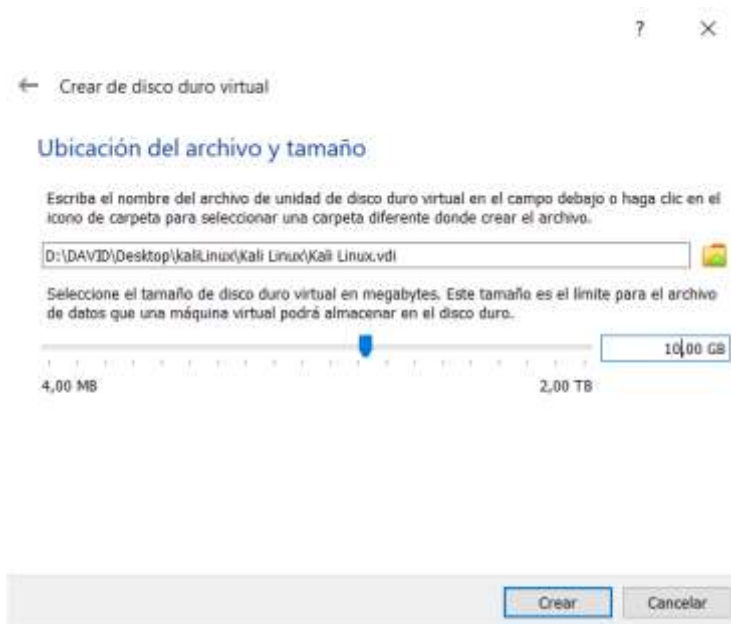 ?
Crear de disco duro virtual
Ubicación del archivo y tamaño
Escriba el nombre del archivo de unidad de disco duro virtual en el campo debajo o haga clic en el
icono de carpeta para seleccionar una carpeta diferente donde crear el archivo.
D:\DAVID\Desktop\kaliLinux\Kali Linux\Kali Linux.vdi
Seleccione el tamaño de disco duro virtual en megabytes. Este tamaño es el límite para el archivo
de datos que una máquina virtual podrá almacenar en el disco duro.
10,00 GB
4,00 MB 2,00 TB
Crear Cancelar